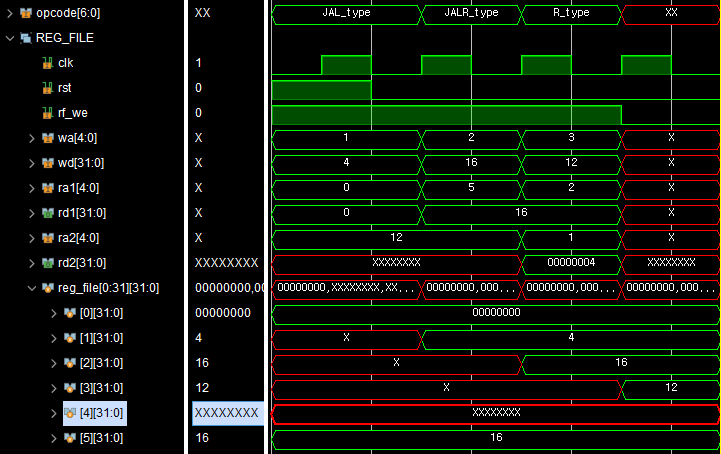 opcode[6:0] XX JAL_type JALR_type R_type XX
REG_FILE
clk 1
rst 0
rf_we 0
wa[4:0] X 1 2 3 X
wd[31:0] X 4 16 12 X
ra1[4:0] X 0 5 2 X
rd1[31:0] X 0 16 X
ra2[4:0] X 12 1 X
rd2[31:0] XXXXXXXX XXXXXXXX 00000004 XXXXXXXX
reg_file[0:31][31:0] 00000000,00 00000000,XXXXXXXX,XX... 00000000,000... 00000000,000... 00000000,000...
[0][31:0] 00000000 00000000
[1][31:0] 4 X 4
[2][31:0] 16 X 16
[3][31:0] 12 X 12
[4][31:0] XXXXXXXX XXXXXXXX
[5][31:0] 16 16